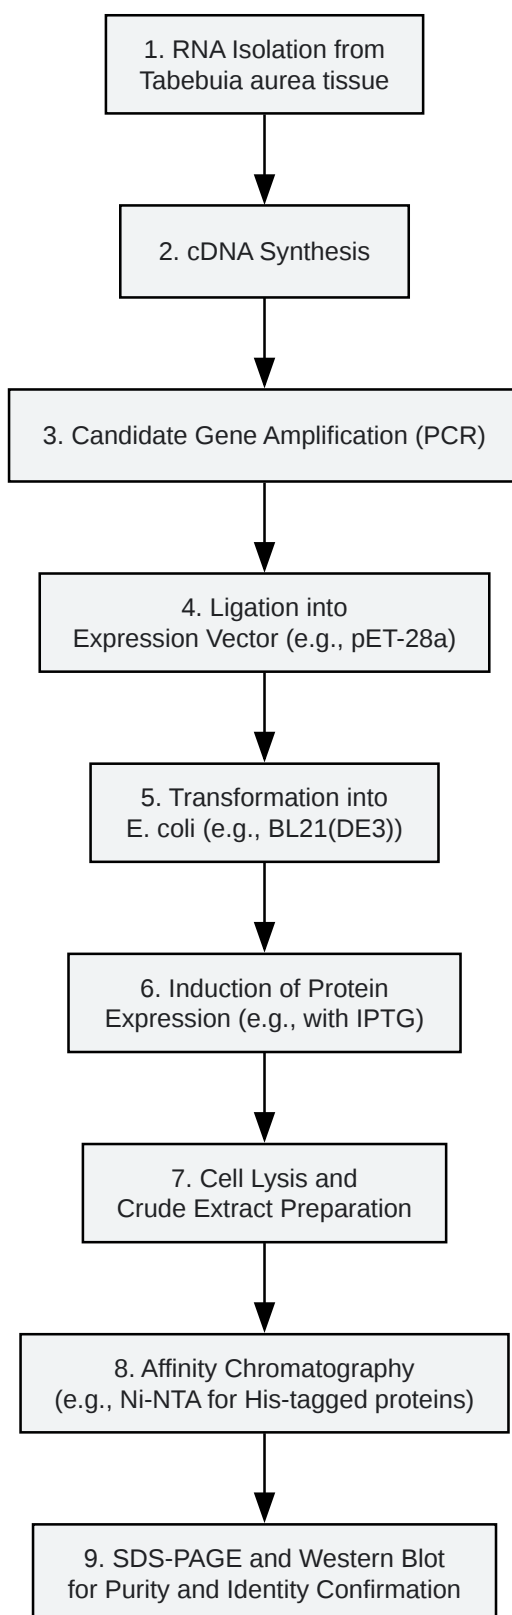 1. RNA Isolation from
Tabebuia aurea tissue
2. cDNA Synthesis
3. Candidate Gene Amplification (PCR)
4. Ligation into
Expression Vector (e.g., pET-28a)
5. Transformation into
E. coli (e.g., BL21(DE3))
6. Induction of Protein
Expression (e.g., with IPTG)
7. Cell Lysis and
Crude Extract Preparation
8. Affinity Chromatography
(e.g., Ni-NTA for His-tagged proteins)
9. SDS-PAGE and Western Blot
for Purity and Identity Confirmation